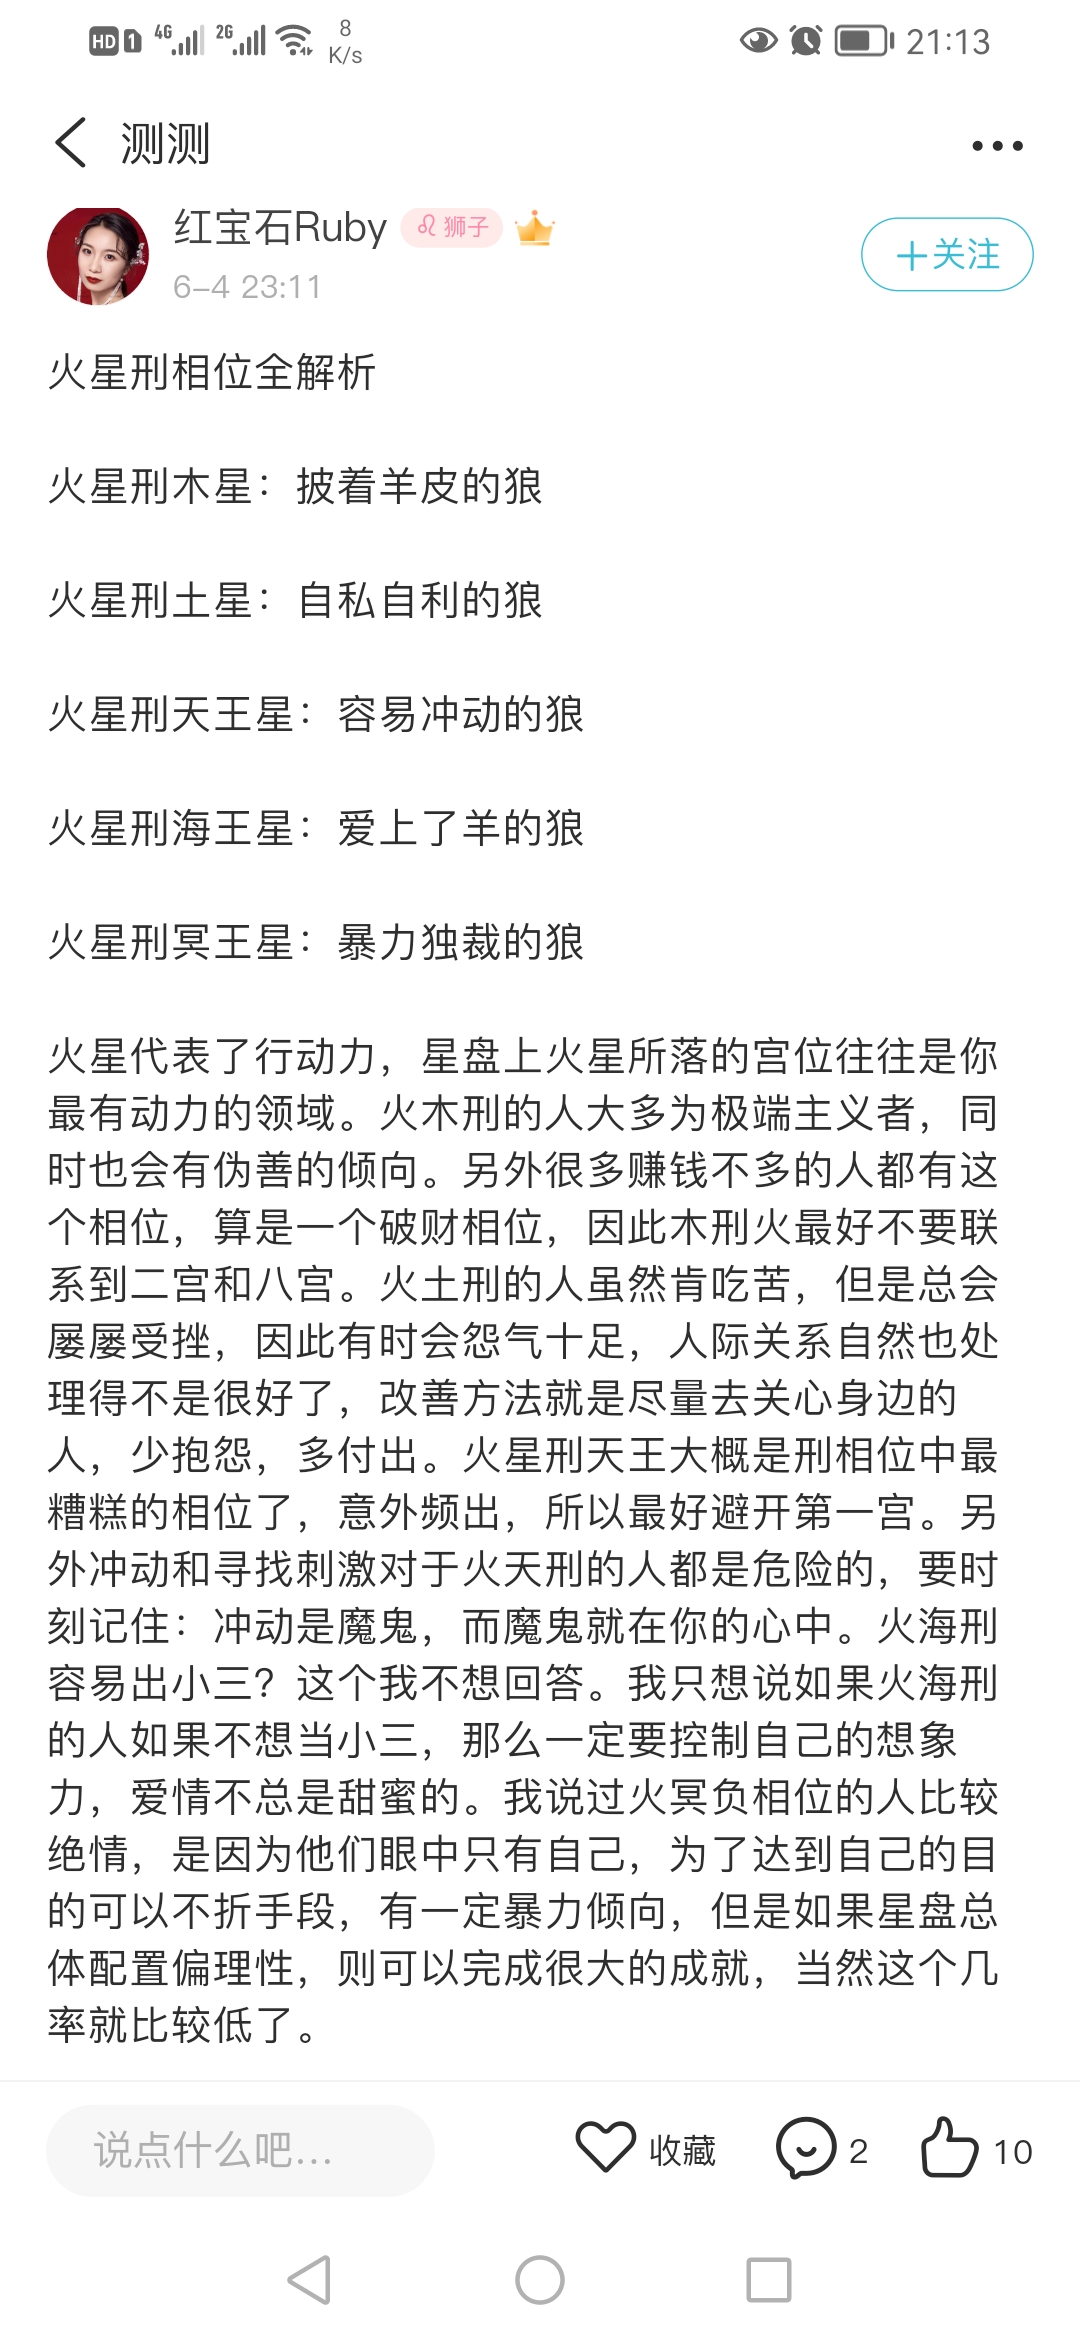 HD 1 4G 2G 8 K/s 21:13
测测
红宝石Ruby 狮子
6-4 23:11
+关注
火星刑相位全解析
火星刑木星：披着羊皮的狼
火星刑土星：自私自利的狼
火星刑天王星：容易冲动的狼
火星刑海王星：爱上了羊的狼
火星刑冥王星：暴力独裁的狼
火星代表了行动力，星盘上火星所落的宫位往往是你
最有动力的领域。火木刑的人大多为极端主义者，同
时也会有伪善的倾向。另外很多赚钱不多的人都有这
个相位，算是一个破财相位，因此木刑火最好不要联
系到二宫和八宫。火土刑的人虽然肯吃苦，但是总会
屡屡受挫，因此有时会怨气十足，人际关系自然也处
理得不是很好了，改善方法就是尽量去关心身边的
人，少抱怨，多付出。火星刑天王大概是刑相位中最
糟糕的相位了，意外频出，所以最好避开第一宫。另
外冲动和寻找刺激对于火天刑的人都是危险的，要时
刻记住：冲动是魔鬼，而魔鬼就在你的心中。火海刑
容易出小三？这个我不想回答。我只想说如果火海刑
的人如果不想当小三，那么一定要控制自己的想象
力，爱情不总是甜蜜的。我说过火冥负相位的人比较
绝情，是因为他们眼中只有自己，为了达到自己的目
的可以不折手段，有一定暴力倾向，但是如果星盘总
体配置偏理性，则可以完成很大的成就，当然这个几
率就比较低了。
说点什么吧... 收藏 2 10